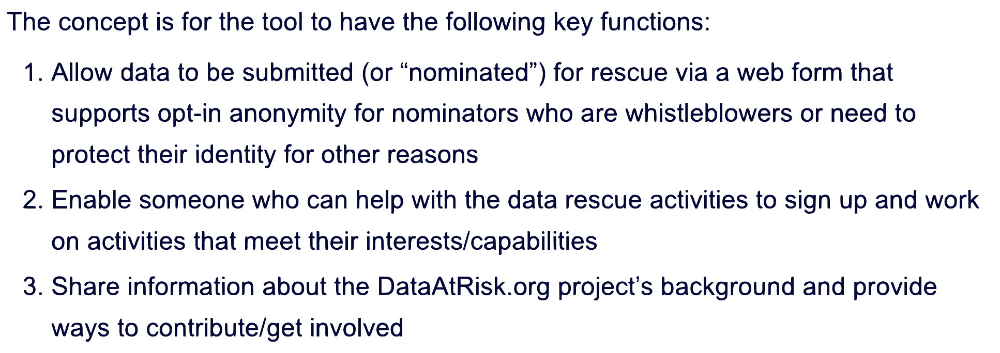 The concept is for the tool to have the following key functions:
1. Allow data to be submitted (or “nominated”) for rescue via a web form that
supports opt-in anonymity for nominators who are whistleblowers or need to
protect their identity for other reasons
2. Enable someone who can help with the data rescue activities to sign up and work
on activities that meet their interests/capabilities
3. Share information about the DataAtRisk.org project’s background and provide
ways to contribute/get involved